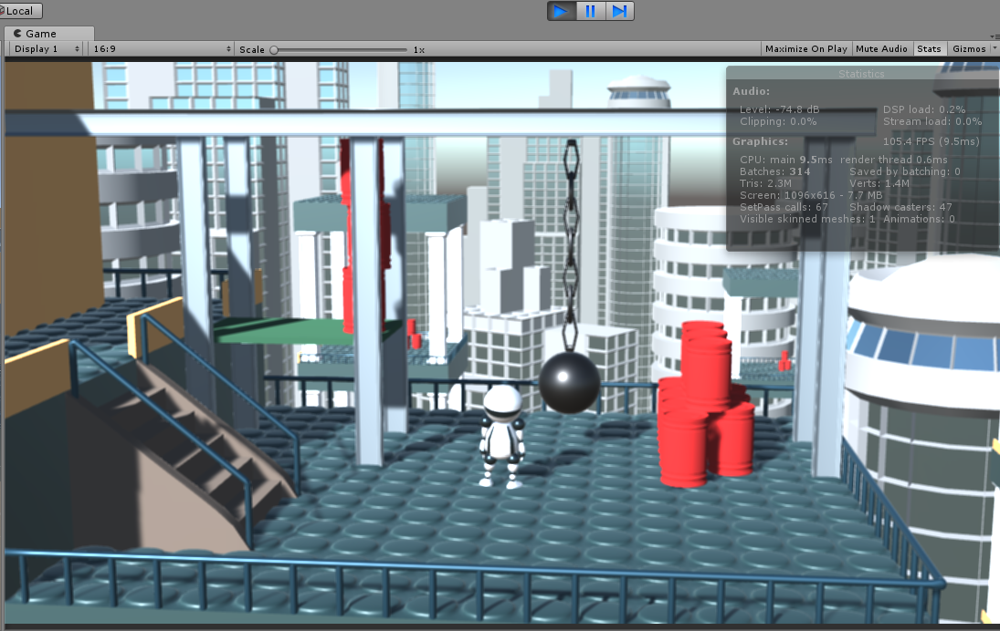 Local
Game
Display 1 16:9 Scale 1x Maximize On Play Mute Audio Stats Gizmos
Statistics
Audio:
Level: -74.8 dB DSP load: 0.2%
Clipping: 0.0% Stream load: 0.0%
Graphics: 105.4 FPS (9.5ms)
CPU: main 9.5ms render thread 0.6ms
Batches: 314 Saved by batching: 0
Tris: 2.3M Verts: 1.4M
Screen: 1096x616 - 7.7 MB
SetPass calls: 67 Shadow casters: 47
Visible skinned meshes: 1 Animations: 0